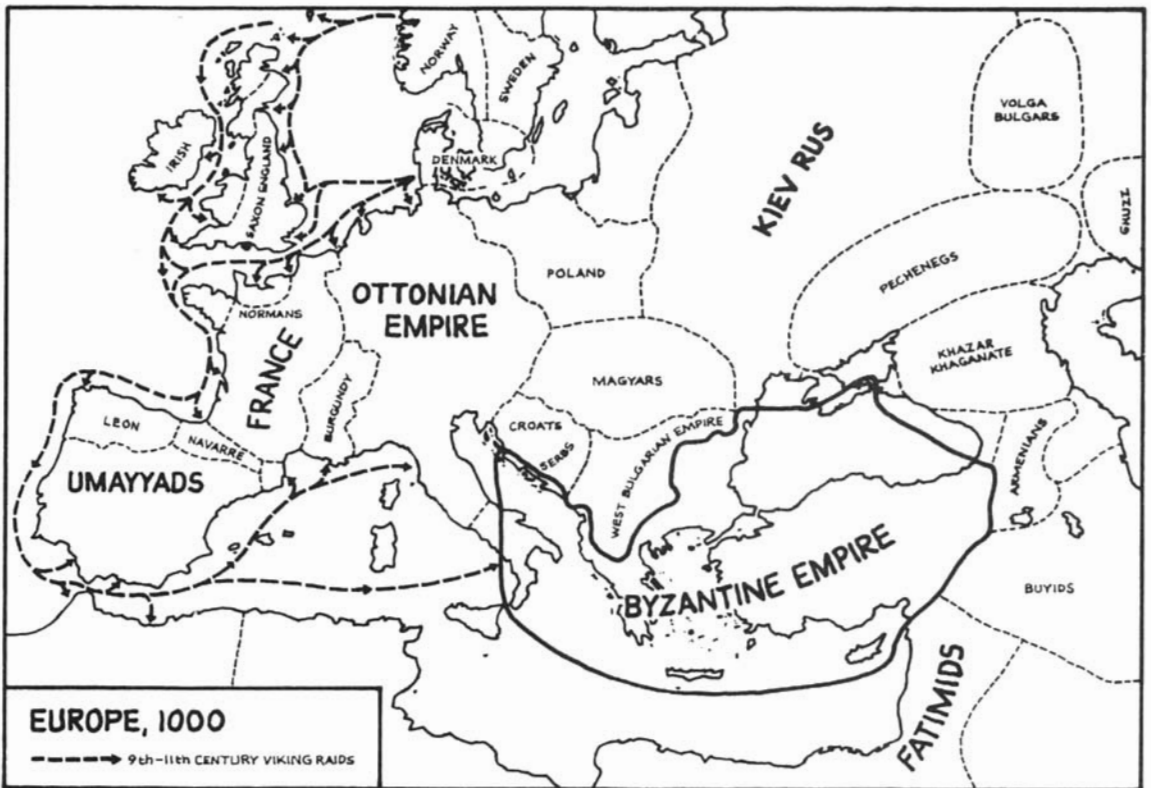 NORWAY
SWEDEN
VOLGA
BULGARS
IRISH
SAXON ENGLAND
DENMARK
KIEV RUS
GHUZZ
POLAND
PECHENEGS
OTTONIAN
EMPIRE
NORMANS
FRANCE
KHAZAR
KHAGANATE
MAGYARS
BURGUNDY
LEON
NAVARRE
CROATS
SERBS
WEST BULGARIAN EMPIRE
ARMENIANS
UMAYYADS
BYZANTINE EMPIRE
BUYIDS
FATIMIDS
EUROPE, 1000
9th–11th CENTURY VIKING RAIDS